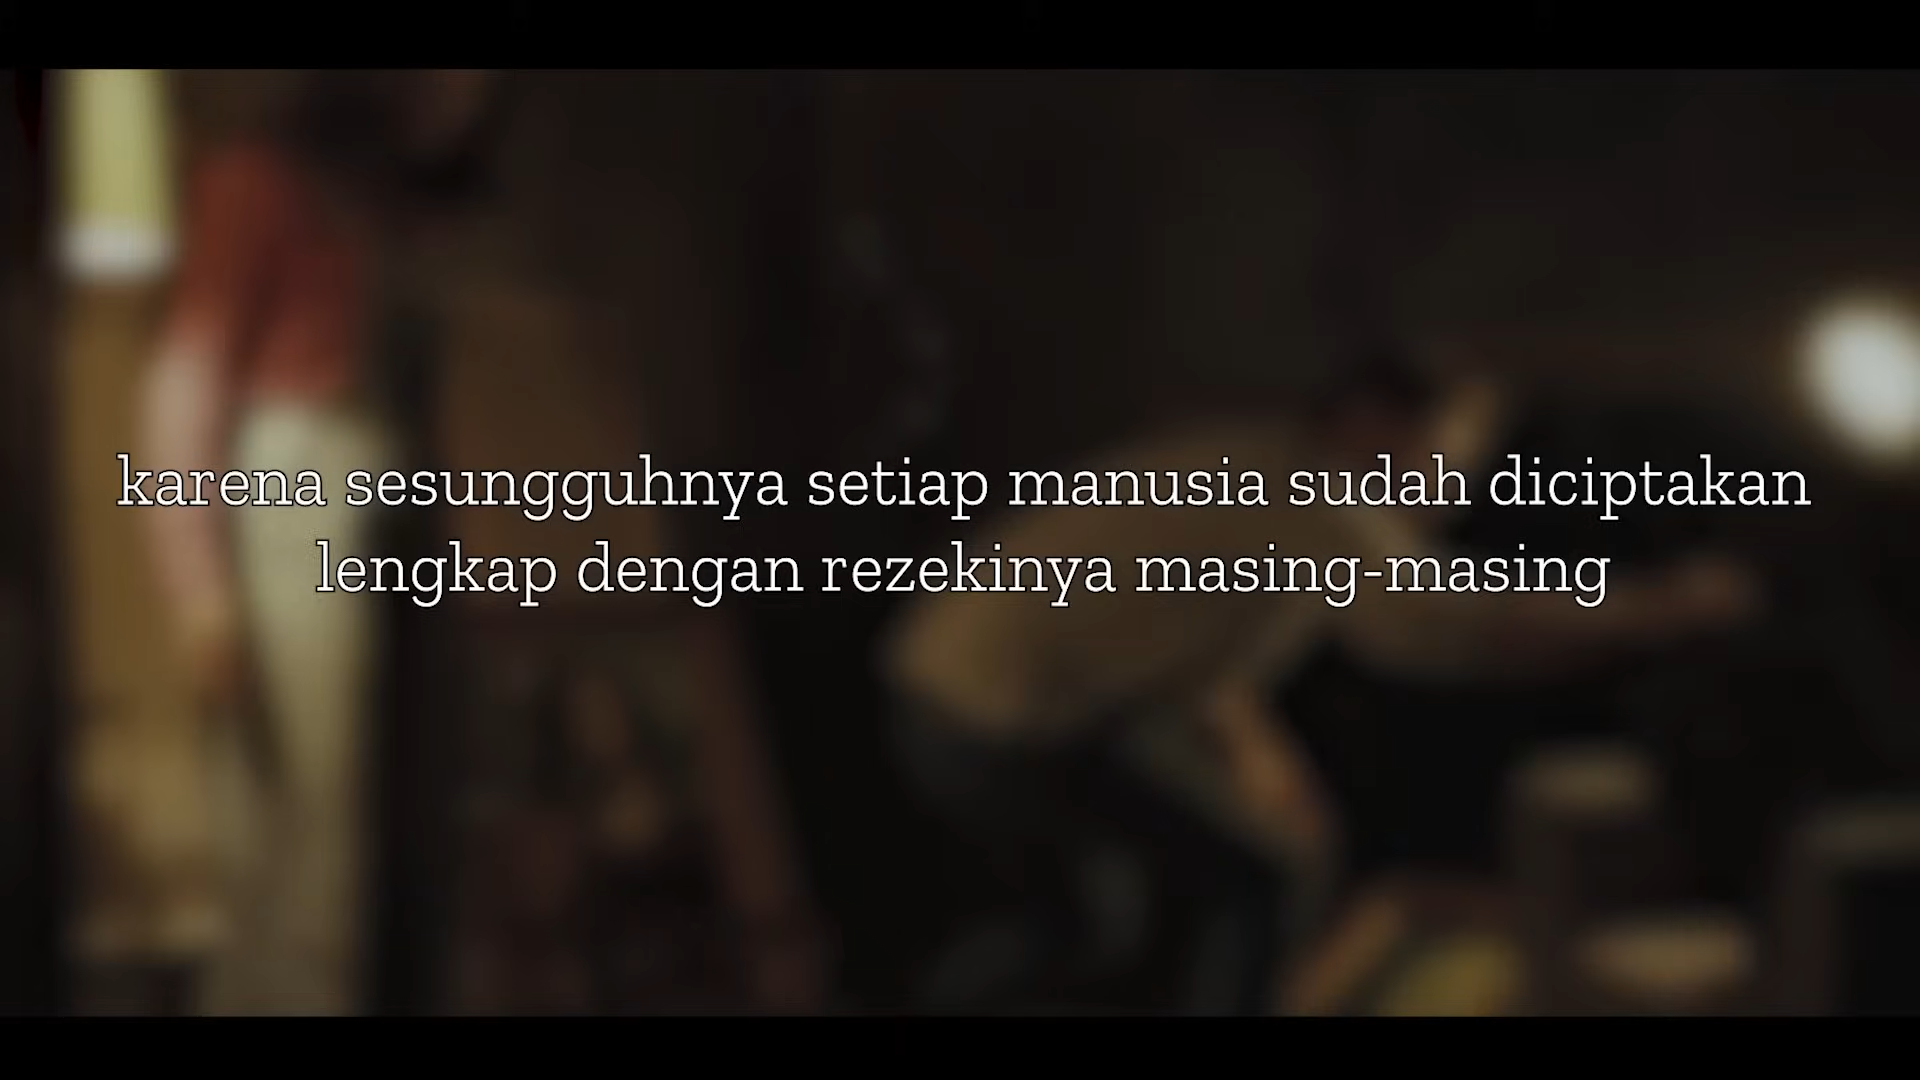 karena sesungguhnya setiap manusia sudah diciptakan
lengkap dengan rezekinya masing-masing